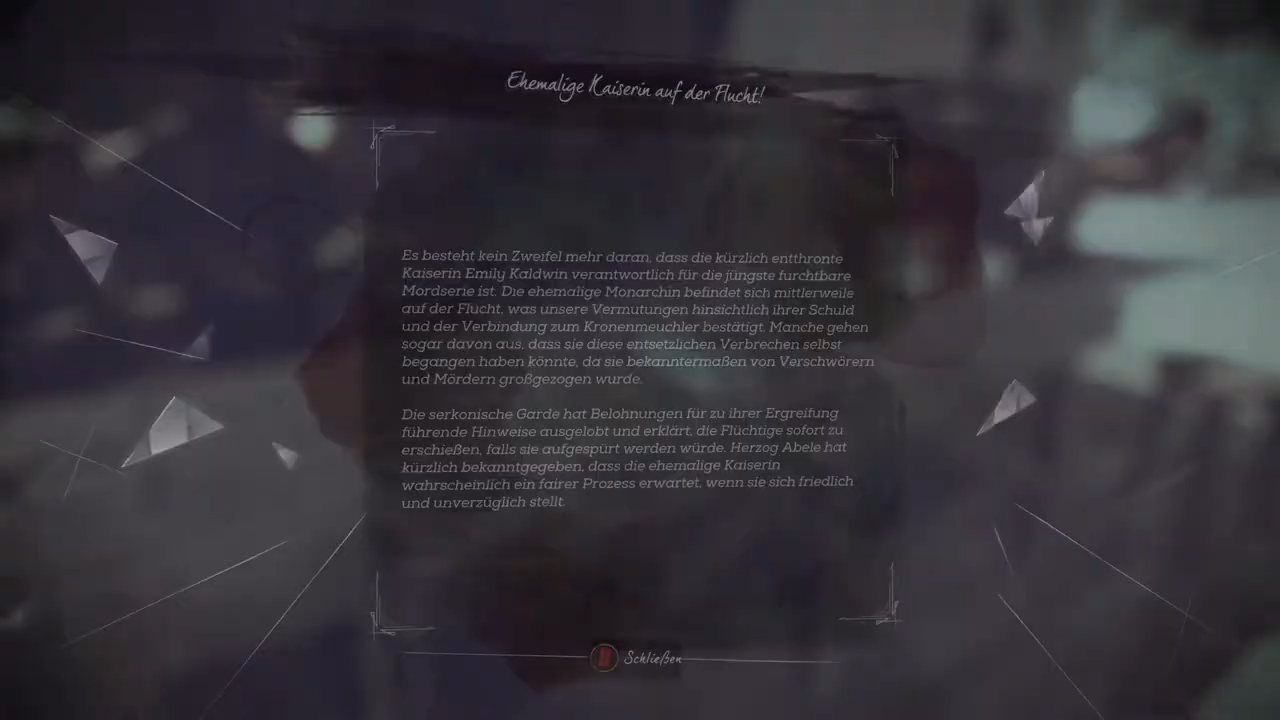 Ehemalige Kaiserin auf der Flucht!
Es besteht kein Zweifel mehr daran, dass die kürzlich entthronte
Kaiserin Emily Kaldwin verantwortlich für die jüngste furchtbare
Mordserie ist. Die ehemalige Monarchin befindet sich mittlerweile
auf der Flucht, was unsere Vermutungen hinsichtlich ihrer Schuld
und der Verbindung zum Kronenmeuchler bestätigt. Manche gehen
sogar davon aus, dass sie diese entsetzlichen Verbrechen selbst
begangen haben könnte, da sie bekanntermaßen von Verschwörern
und Mördern großgezogen wurde.
Die serkonische Garde hat Belohnungen für zu ihrer Ergreifung
führende Hinweise ausgelobt und erklärt, die Flüchtige sofort zu
erschießen, falls sie aufgespürt werden würde. Herzog Abele hat
kürzlich bekanntgegeben, dass die ehemalige Kaiserin
wahrscheinlich ein fairer Prozess erwartet, wenn sie sich friedlich
und unverzüglich stellt.
B Schließen